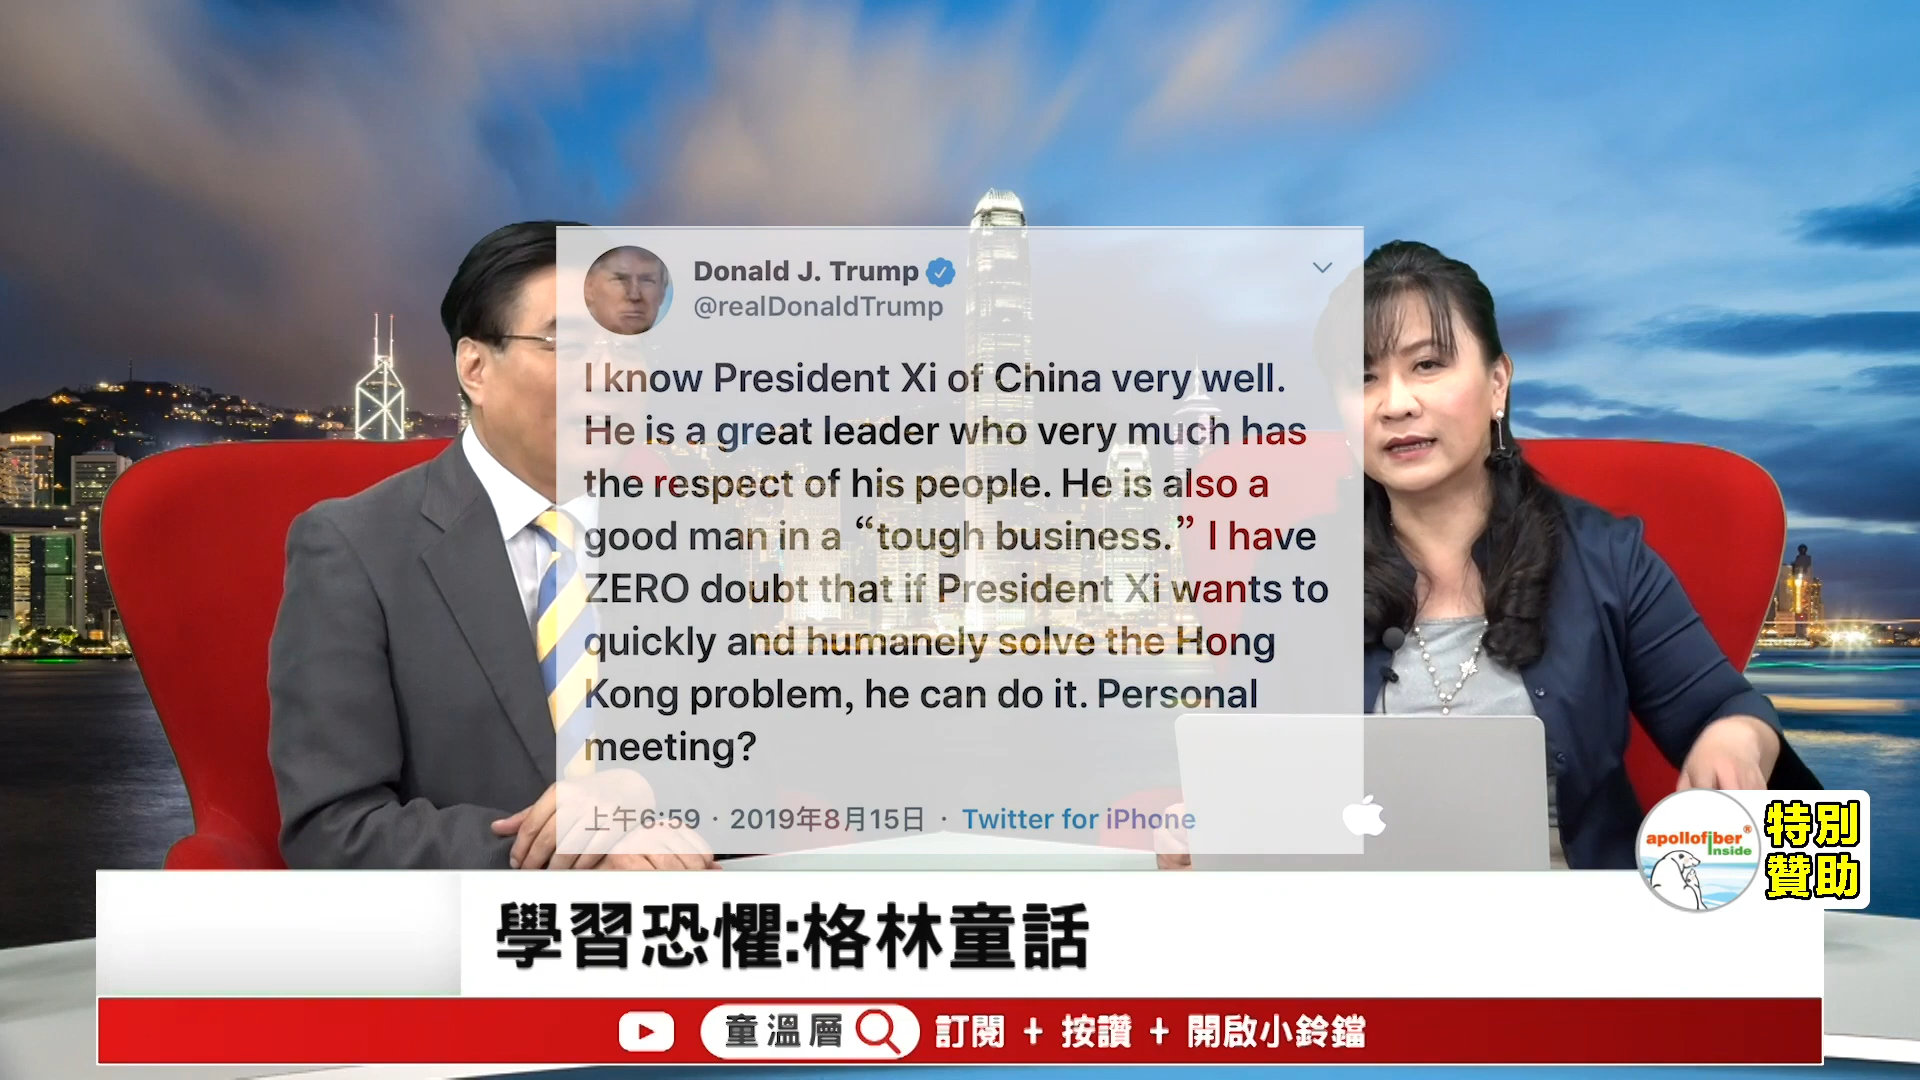 Donald J. Trump
@realDonaldTrump
I know President Xi of China very well.
He is a great leader who very much has
the respect of his people. He is also a
good man in a “tough business.” I have
ZERO doubt that if President Xi wants to
quickly and humanely solve the Hong
Kong problem, he can do it. Personal
meeting?
上午6:59 · 2019年8月15日 · Twitter for iPhone
apollofiber®
Inside
特別
贊助
學習恐懼:格林童話
童溫層
訂閱 + 按讚 + 開啟小鈴鐺